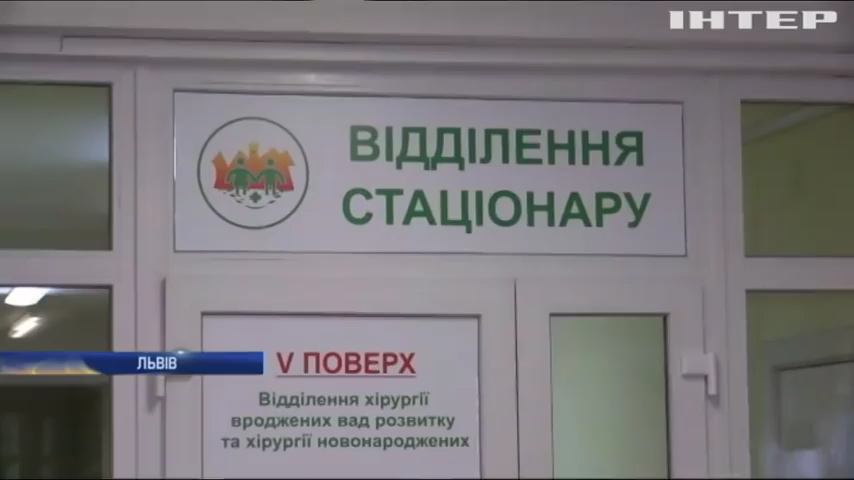 ІНТЕР
ВІДДІЛЕННЯ
СТАЦІОНАРУ
ЛЬВІВ
V ПОВЕРХ
Відділення хірургії
вроджених вад розвитку
та хірургії новонароджених